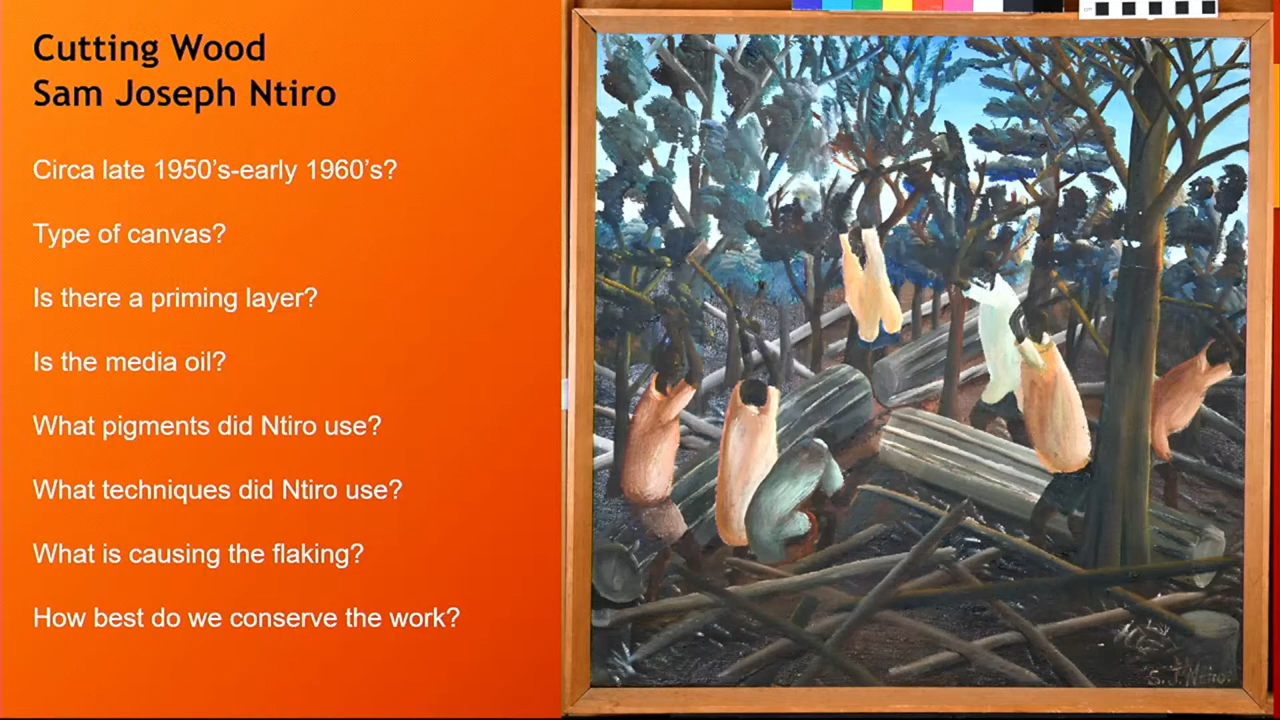 Cutting Wood
Sam Joseph Ntiro
Circa late 1950's-early 1960's?
Type of canvas?
Is there a priming layer?
Is the media oil?
What pigments did Ntiro use?
What techniques did Ntiro use?
What is causing the flaking?
How best do we conserve the work?
S. J. Ntiro.